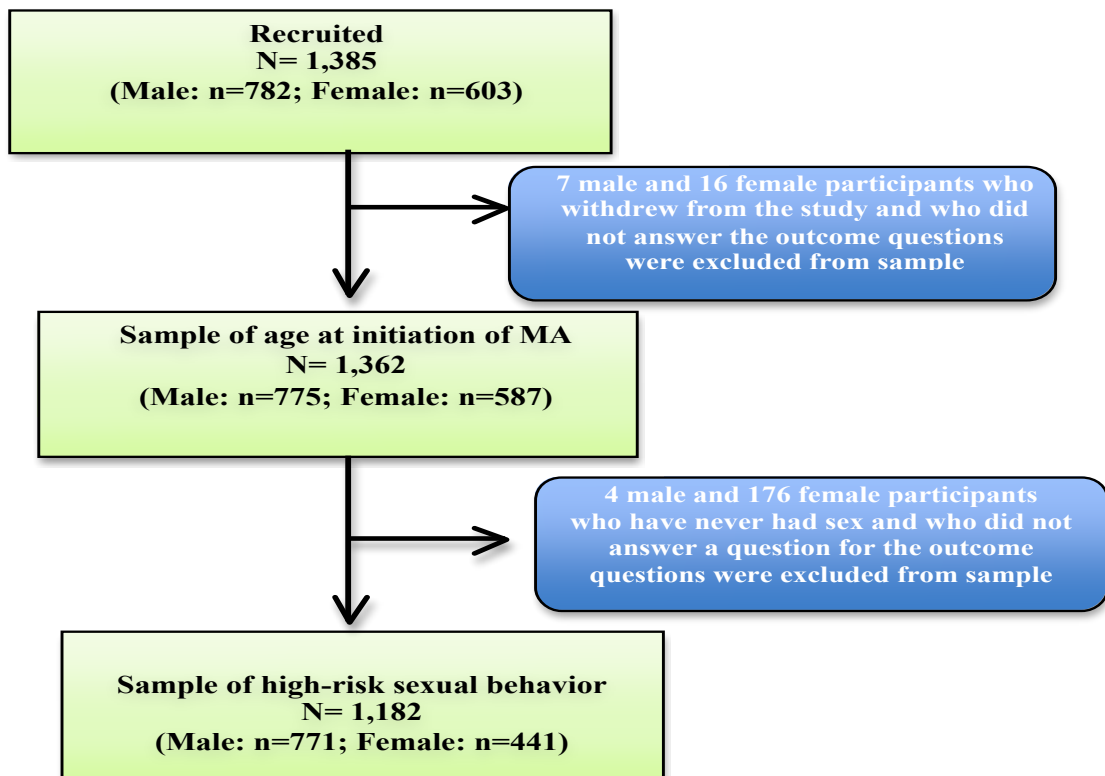 Recruited
N= 1,385
(Male: n=782; Female: n=603)
7 male and 16 female participants who
withdrew from the study and who did
not answer the outcome questions
were excluded from sample
Sample of age at initiation of MA
N= 1,362
(Male: n=775; Female: n=587)
4 male and 176 female participants
who have never had sex and who did not
answer a question for the outcome
questions were excluded from sample
Sample of high-risk sexual behavior
N= 1,182
(Male: n=771; Female: n=441)